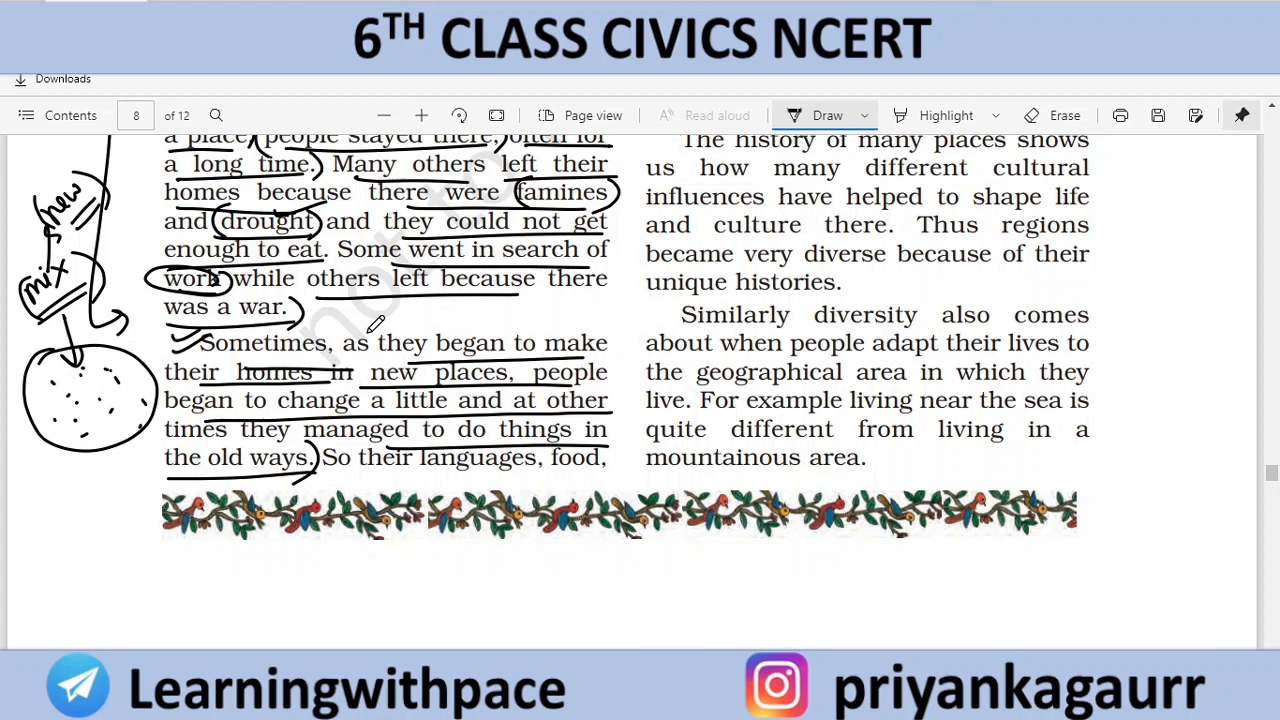 6TH CLASS CIVICS NCERT
Downloads
Contents
8
of 12
Page view
Read aloud
Draw
Highlight
Erase
a place, people stayed there, often for
a long time. Many others left their
homes because there were famines
and drought and they could not get
enough to eat. Some went in search of
work while others left because there
was a war.
Sometimes, as they began to make
their homes in new places, people
began to change a little and at other
times they managed to do things in
the old ways. So their languages, food,
The history of many places shows
us how many different cultural
influences have helped to shape life
and culture there. Thus regions
became very diverse because of their
unique histories.
Similarly diversity also comes
about when people adapt their lives to
the geographical area in which they
live. For example living near the sea is
quite different from living in a
mountainous area.
new
mix
not to
Learningwithpace
priyankagaurr